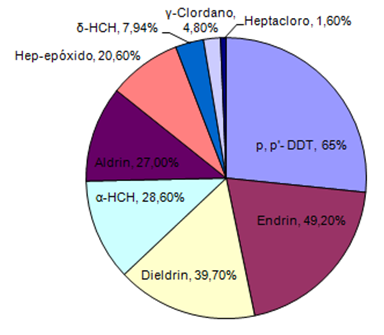 γ-Clordano,
4,80%
Heptacloro, 1,60%
δ-HCH, 7,94%
Hep-epóxido, 20,60%
p, p'- DDT, 65%
Aldrin, 27,00%
α-HCH, 28,60%
Endrin, 49,20%
Dieldrin, 39,70%